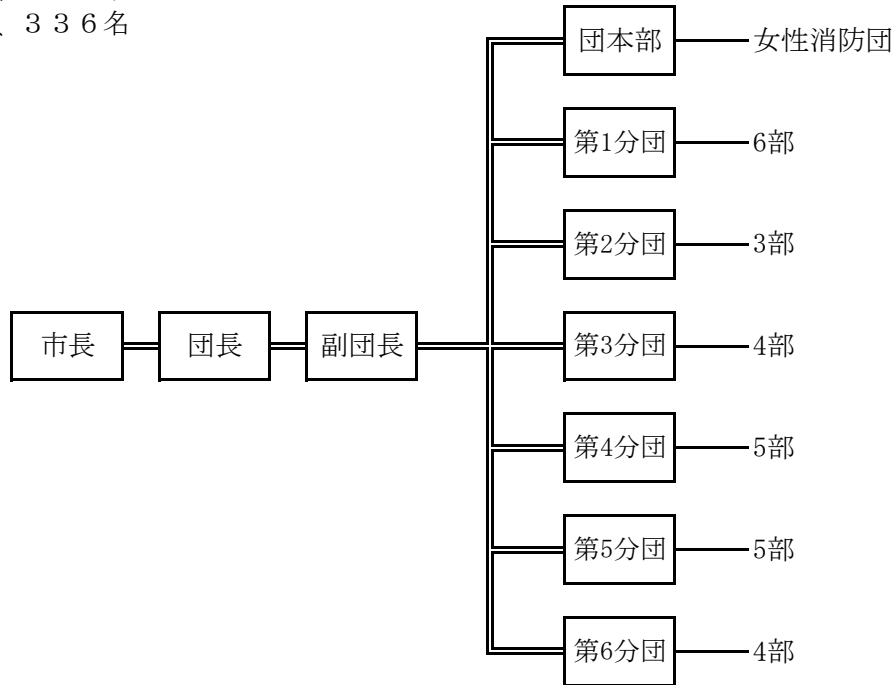 、３３６名
団本部
女性消防団
第1分団
6部
第2分団
3部
市長
団長
副団長
第3分団
4部
第4分団
5部
第5分団
5部
第6分団
4部